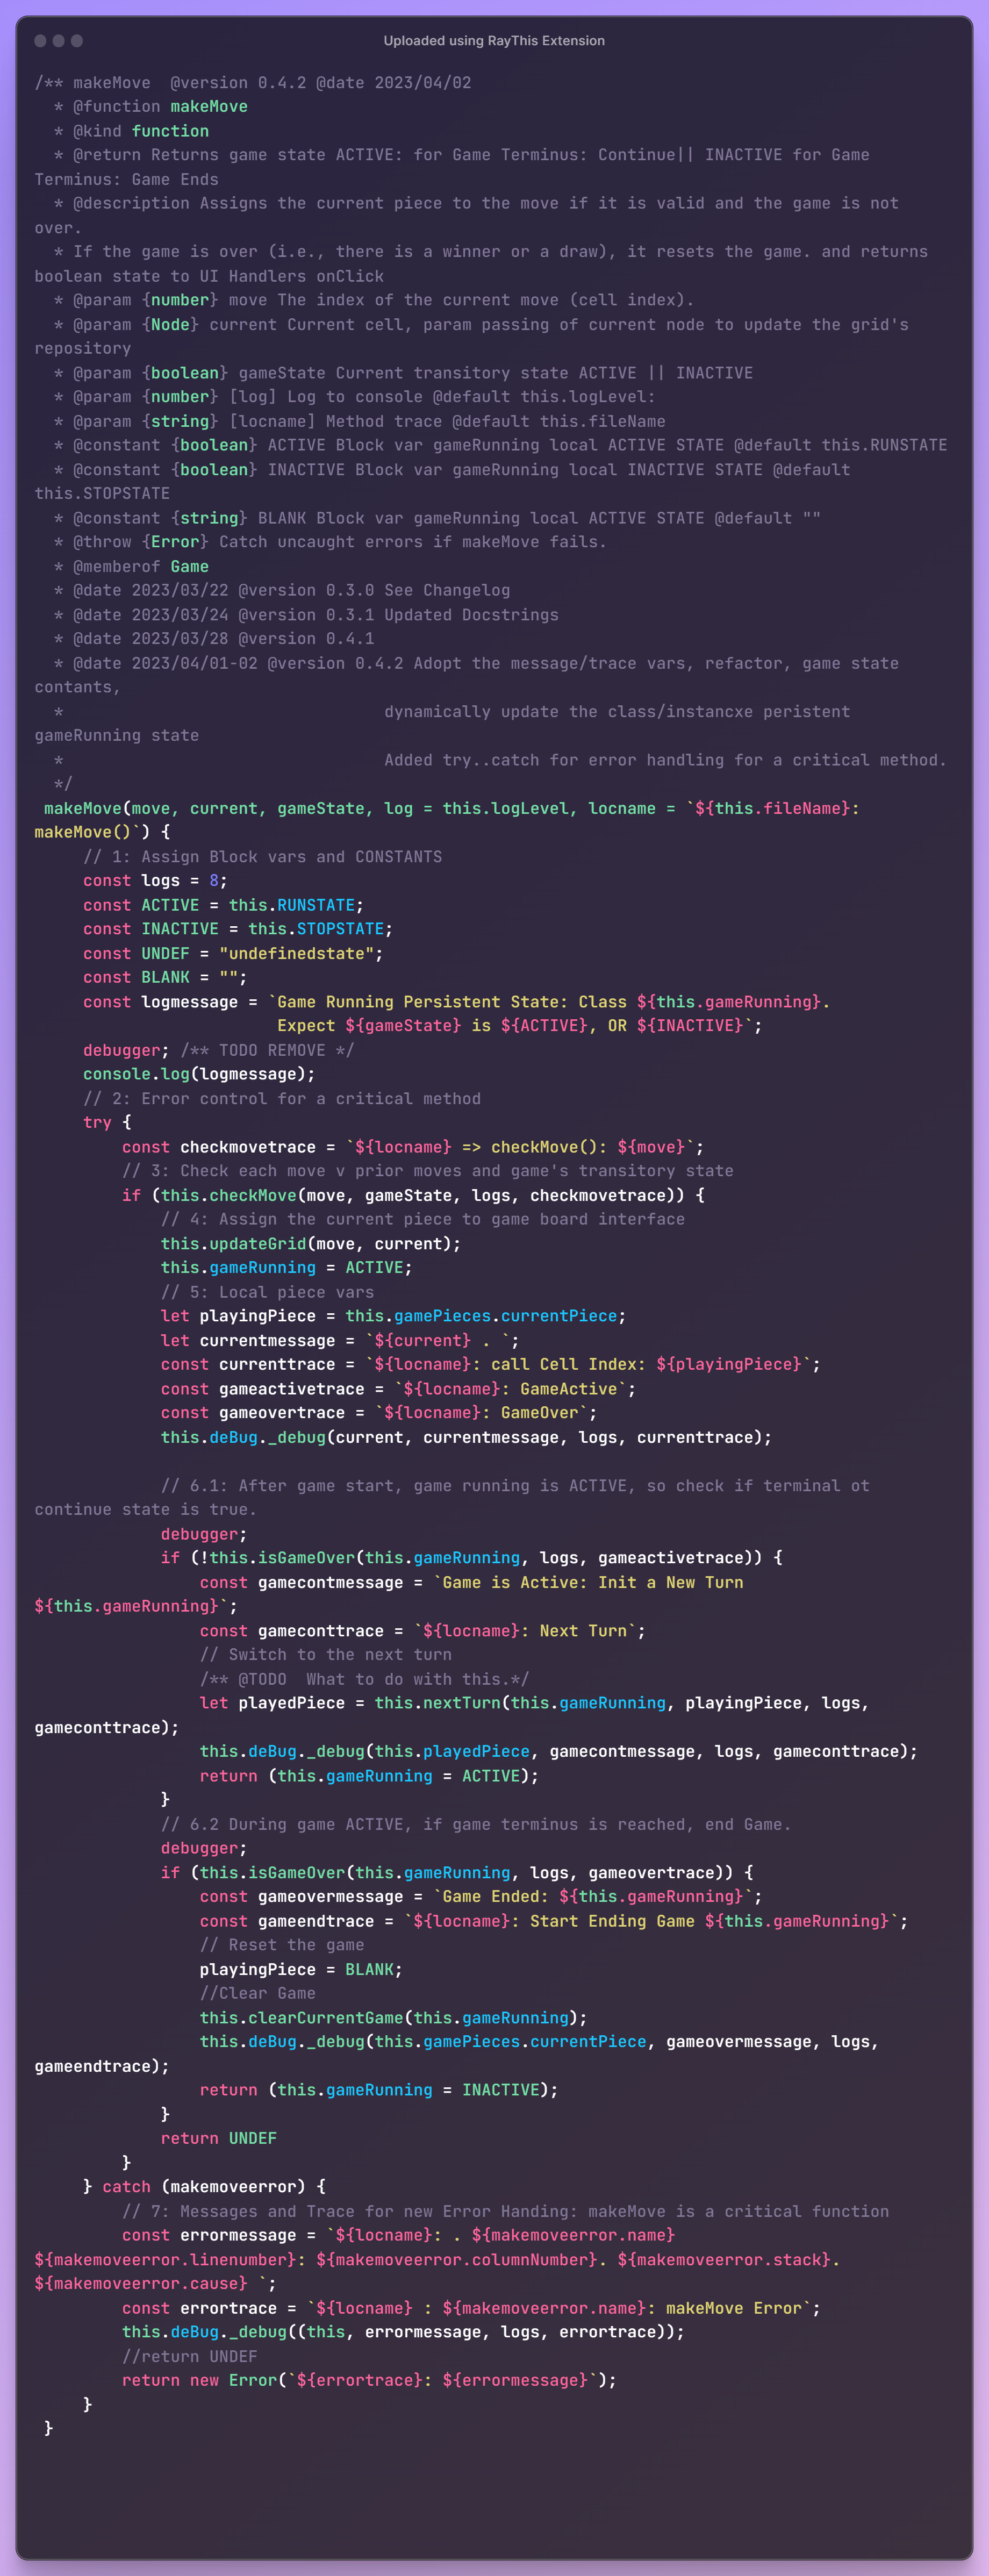 Uploaded using RayThis Extension
/** makeMove  @version 0.4.2 @date 2023/04/02
  * @function makeMove
  * @kind function
  * @return Returns game state ACTIVE: for Game Terminus: Continue|| INACTIVE for Game
Terminus: Game Ends
  * @description Assigns the current piece to the move if it is valid and the game is not
over.
  * If the game is over (i.e., there is a winner or a draw), it resets the game. and returns
boolean state to UI Handlers onClick
  * @param {number} move The index of the current move (cell index).
  * @param {Node} current Current cell, param passing of current node to update the grid's
repository
  * @param {boolean} gameState Current transitory state ACTIVE || INACTIVE
  * @param {number} [log] Log to console @default this.logLevel:
  * @param {string} [locname] Method trace @default this.fileName
  * @constant {boolean} ACTIVE Block var gameRunning local ACTIVE STATE @default this.RUNSTATE
  * @constant {boolean} INACTIVE Block var gameRunning local INACTIVE STATE @default
this.STOPSTATE
  * @constant {string} BLANK Block var gameRunning local ACTIVE STATE @default ""
  * @throw {Error} Catch uncaught errors if makeMove fails.
  * @memberof Game
  * @date 2023/03/22 @version 0.3.0 See Changelog
  * @date 2023/03/24 @version 0.3.1 Updated Docstrings
  * @date 2023/03/28 @version 0.4.1
  * @date 2023/04/01-02 @version 0.4.2 Adopt the message/trace vars, refactor, game state
contants,
  *                                 dynamically update the class/instancxe peristent
gameRunning state
  *                                 Added try..catch for error handling for a critical method.
  */
 makeMove(move, current, gameState, log = this.logLevel, locname = `${this.fileName}:
makeMove()`) {
     // 1: Assign Block vars and CONSTANTS
     const logs = 8;
     const ACTIVE = this.RUNSTATE;
     const INACTIVE = this.STOPSTATE;
     const UNDEF = "undefinedstate";
     const BLANK = "";
     const logmessage = `Game Running Persistent State: Class ${this.gameRunning}.
                         Expect ${gameState} is ${ACTIVE}, OR ${INACTIVE}`;
     debugger; /** TODO REMOVE */
     console.log(logmessage);
     // 2: Error control for a critical method
     try {
         const checkmovetrace = `${locname} => checkMove(): ${move}`;
         // 3: Check each move v prior moves and game's transitory state
         if (this.checkMove(move, gameState, logs, checkmovetrace)) {
             // 4: Assign the current piece to game board interface
             this.updateGrid(move, current);
             this.gameRunning = ACTIVE;
             // 5: Local piece vars
             let playingPiece = this.gamePieces.currentPiece;
             let currentmessage = `${current} . `;
             const currenttrace = `${locname}: call Cell Index: ${playingPiece}`;
             const gameactivetrace = `${locname}: GameActive`;
             const gameovertrace = `${locname}: GameOver`;
             this.deBug._debug(current, currentmessage, logs, currenttrace);

             // 6.1: After game start, game running is ACTIVE, so check if terminal ot
continue state is true.
             debugger;
             if (!this.isGameOver(this.gameRunning, logs, gameactivetrace)) {
                 const gamecontmessage = `Game is Active: Init a New Turn
${this.gameRunning}`;
                 const gameconttrace = `${locname}: Next Turn`;
                 // Switch to the next turn
                 /** @TODO  What to do with this.*/
                 let playedPiece = this.nextTurn(this.gameRunning, playingPiece, logs,
gameconttrace);
                 this.deBug._debug(this.playedPiece, gamecontmessage, logs, gameconttrace);
                 return (this.gameRunning = ACTIVE);
             }
             // 6.2 During game ACTIVE, if game terminus is reached, end Game.
             debugger;
             if (this.isGameOver(this.gameRunning, logs, gameovertrace)) {
                 const gameovermessage = `Game Ended: ${this.gameRunning}`;
                 const gameendtrace = `${locname}: Start Ending Game ${this.gameRunning}`;
                 // Reset the game
                 playingPiece = BLANK;
                 //Clear Game
                 this.clearCurrentGame(this.gameRunning);
                 this.deBug._debug(this.gamePieces.currentPiece, gameovermessage, logs,
gameendtrace);
                 return (this.gameRunning = INACTIVE);
             }
             return UNDEF
         }
     } catch (makemoveerror) {
         // 7: Messages and Trace for new Error Handing: makeMove is a critical function
         const errormessage = `${locname}: . ${makemoveerror.name}
${makemoveerror.linenumber}: ${makemoveerror.columnNumber}. ${makemoveerror.stack}.
${makemoveerror.cause} `;
         const errortrace = `${locname} : ${makemoveerror.name}: makeMove Error`;
         this.deBug._debug((this, errormessage, logs, errortrace));
         //return UNDEF
         return new Error(`${errortrace}: ${errormessage}`);
     }
 }